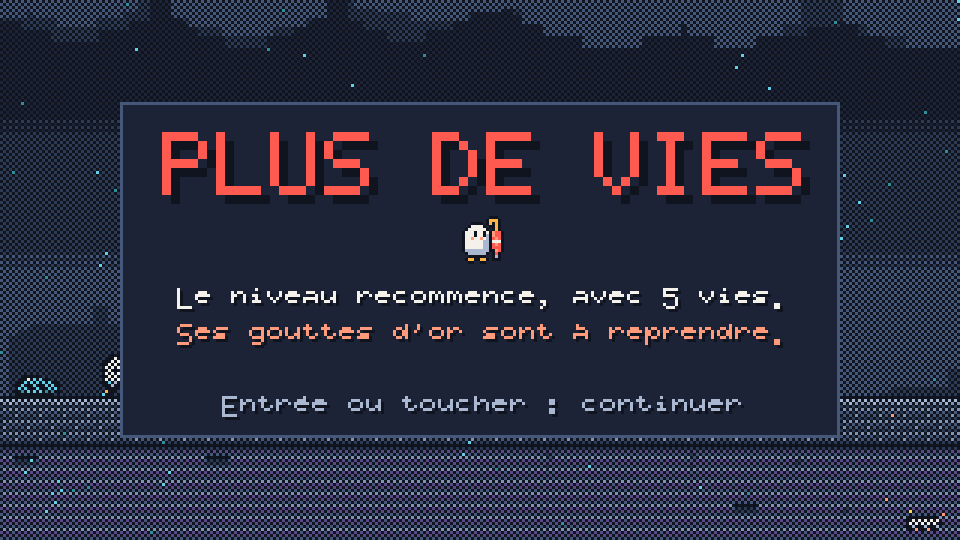 PLUS DE VIES
Le niveau recommence, avec 5 vies.
Ses gouttes d'or sont à reprendre.
Entrée ou toucher : continuer